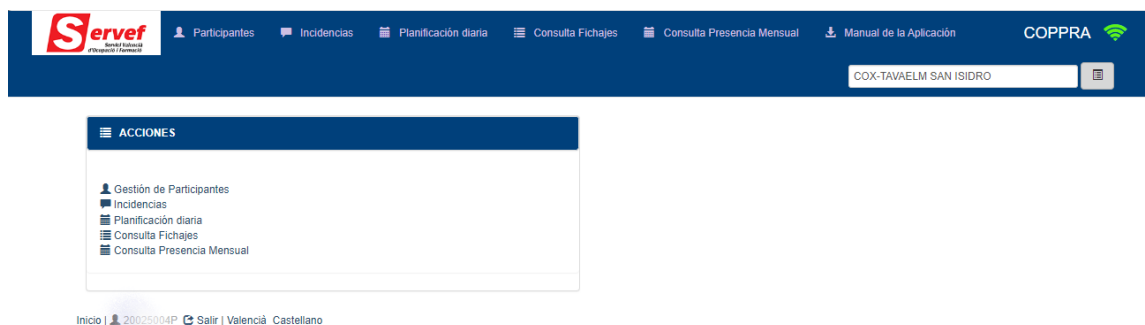 Servef
Servici Valencià
d'Ocupació i Formació
Participantes Incidencias Planificación diaria Consulta Fichajes Consulta Presencia Mensual Manual de la Aplicación COPPRA
COX-TAVAELM SAN ISIDRO
ACCIONES
Gestión de Participantes
Incidencias
Planificación diaria
Consulta Fichajes
Consulta Presencia Mensual
Inicio | 20025004P Salir | Valencià Castellano